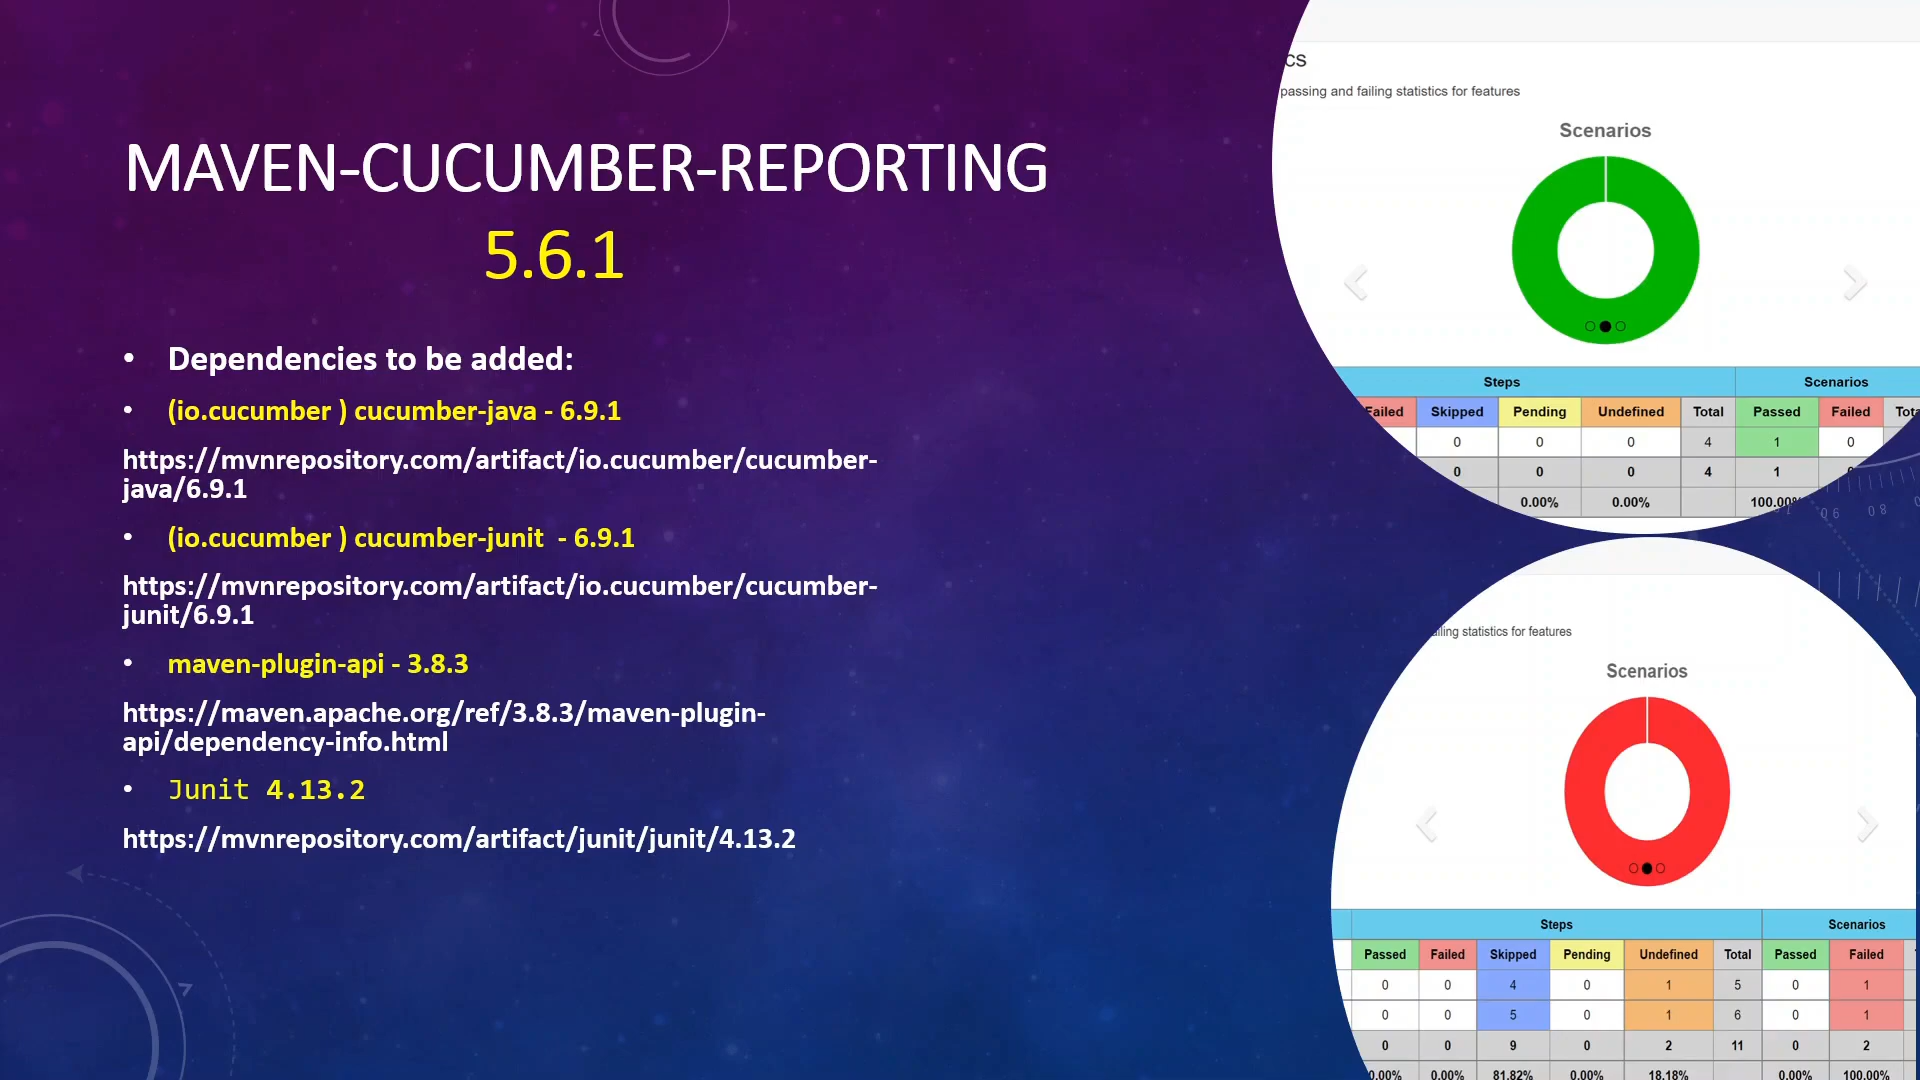 MAVEN-CUCUMBER-REPORTING
5.6.1
• Dependencies to be added:
• (io.cucumber ) cucumber-java - 6.9.1
https://mvnrepository.com/artifact/io.cucumber/cucumber-
java/6.9.1
• (io.cucumber ) cucumber-junit  - 6.9.1
https://mvnrepository.com/artifact/io.cucumber/cucumber-
junit/6.9.1
• maven-plugin-api - 3.8.3
https://maven.apache.org/ref/3.8.3/maven-plugin-
api/dependency-info.html
• Junit 4.13.2
https://mvnrepository.com/artifact/junit/junit/4.13.2
passing and failing statistics for features
Scenarios
Steps Scenarios
Failed Skipped Pending Undefined Total Passed Failed
0 0 0 4 1 0
0 0 0 4 1
0.00% 0.00% 100.00%
statistics for features
Scenarios
Steps Scenarios
Passed Failed Skipped Pending Undefined Total Passed Failed
0 0 4 0 1 5 0 1
0 0 5 0 1 6 0 1
0 0 9 0 2 11 0 2
0.00% 0.00% 81.82% 0.00% 18.18% 0.00% 100.00%